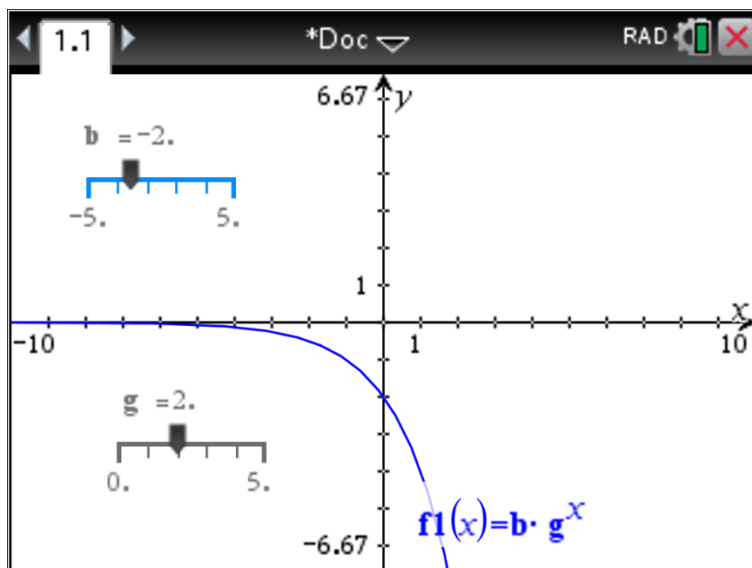 1.1 *Doc RAD
6.67 y
b =-2.
-5. 5.
1
x
-10 1 10
g =2.
0. 5.
f1(x)=b· g^x
-6.67